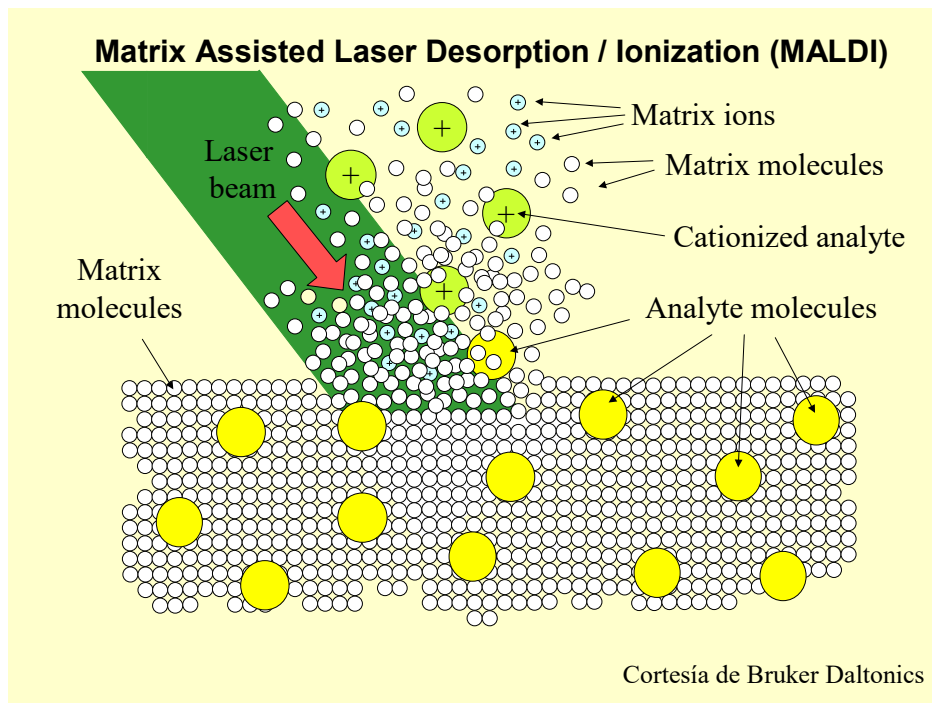 Matrix Assisted Laser Desorption / Ionization (MALDI)
Matrix ions
Laser
beam
Matrix molecules
Cationized analyte
Matrix
molecules
Analyte molecules
Cortesía de Bruker Daltonics